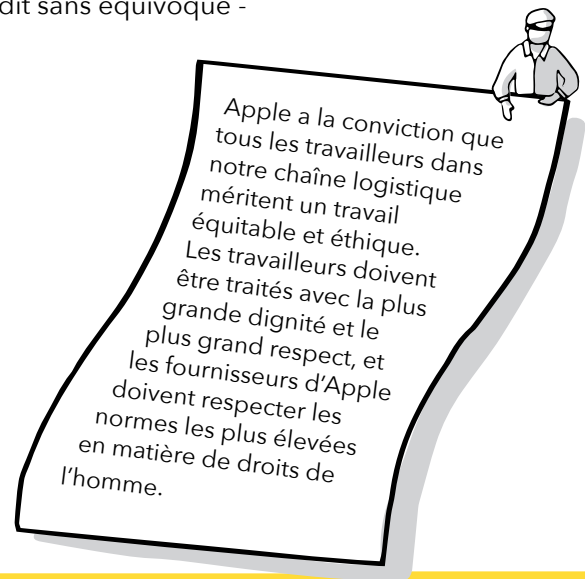 dit sans équivoque -
Apple a la conviction que
tous les travailleurs dans
notre chaîne logistique
méritent un travail
équitable et éthique.
Les travailleurs doivent
être traités avec la plus
grande dignité et le
plus grand respect, et
les fournisseurs d'Apple
doivent respecter les
normes les plus élevées
en matière de droits de
l'homme.